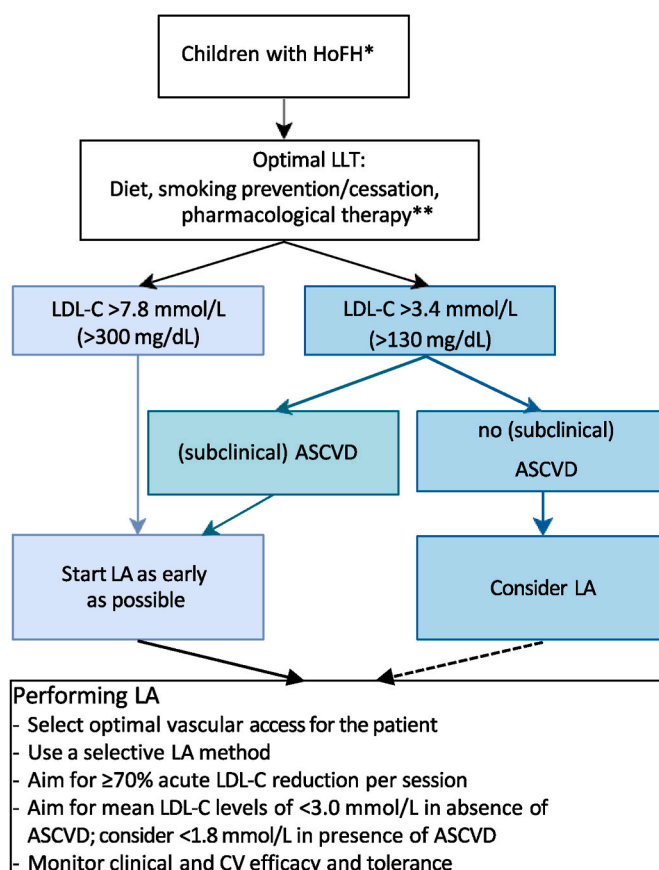 Children with HoFH*
Optimal LLT:
Diet, smoking prevention/cessation,
pharmacological therapy**
LDL-C >7.8 mmol/L
(>300 mg/dL)
LDL-C >3.4 mmol/L
(>130 mg/dL)
(subclinical) ASCVD
no (subclinical)
ASCVD
Start LA as early
as possible
Consider LA
Performing LA
- Select optimal vascular access for the patient
- Use a selective LA method
- Aim for ≥70% acute LDL-C reduction per session
- Aim for mean LDL-C levels of <3.0 mmol/L in absence of
ASCVD; consider <1.8 mmol/L in presence of ASCVD
- Monitor clinical and CV efficacy and tolerance